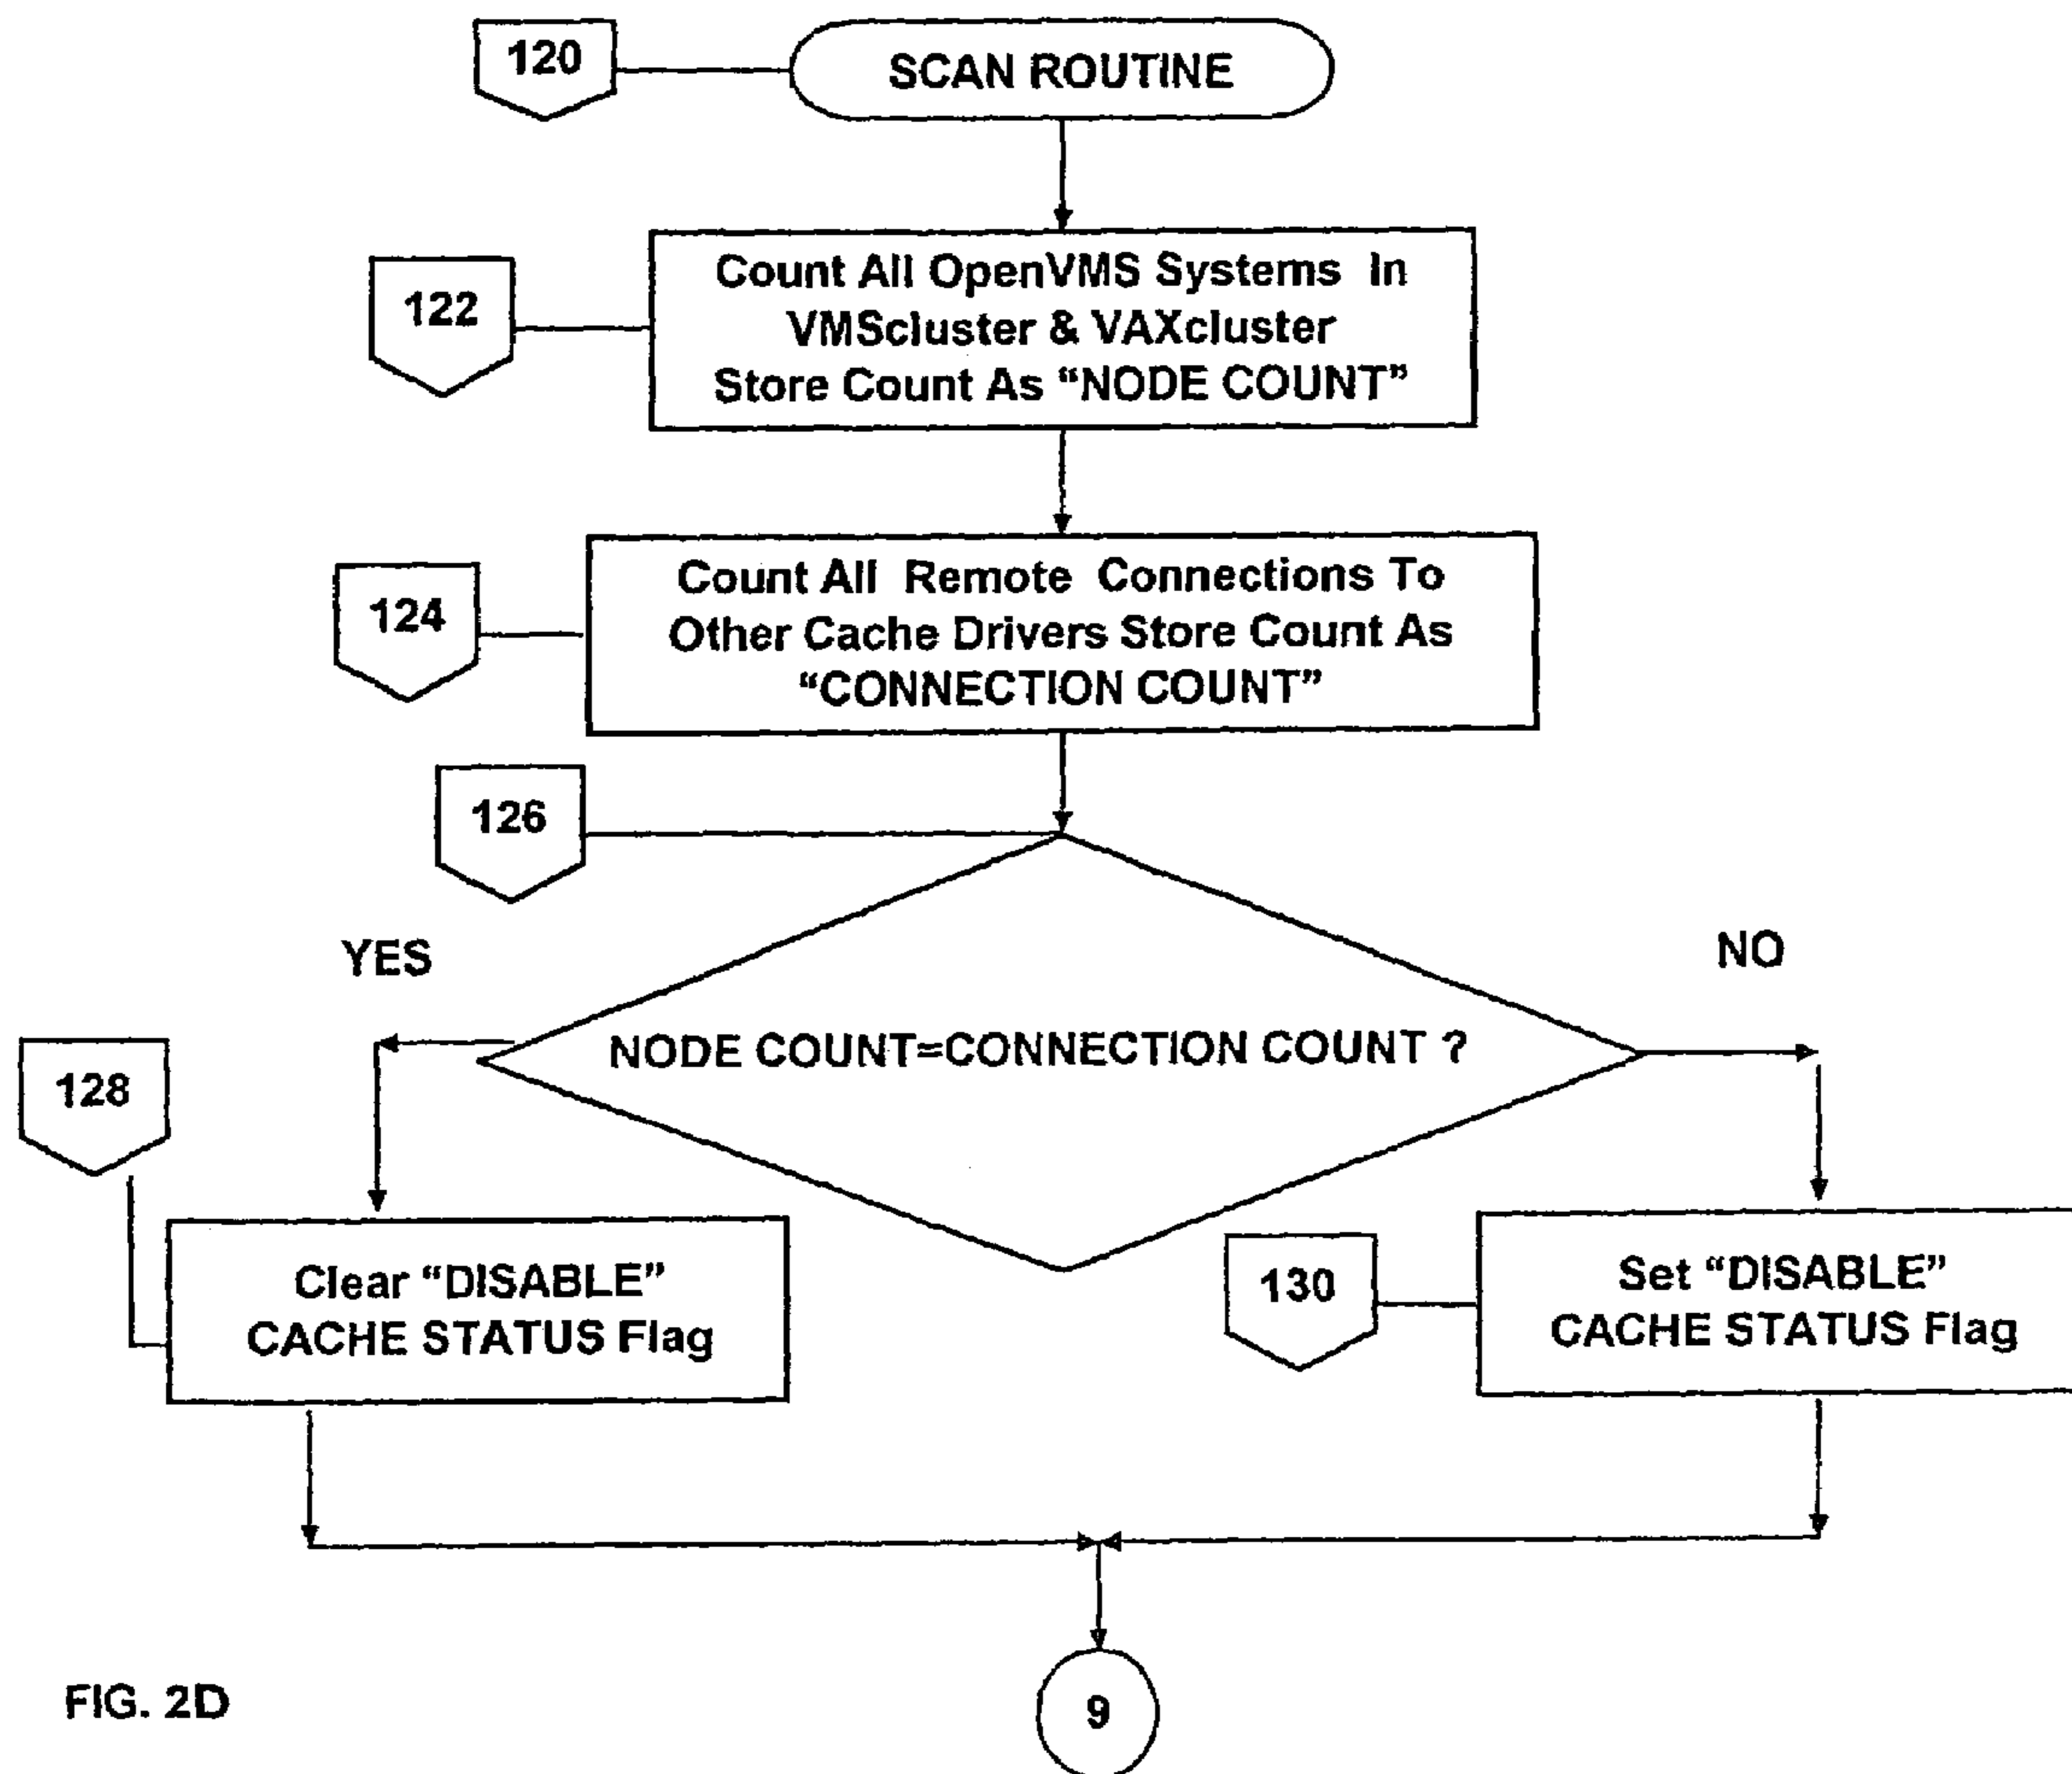 120
SCAN ROUTINE
122
Count All OpenVMS Systems In
VMScluster & VAXcluster
Store Count As “NODE COUNT”
124
Count All Remote Connections To
Other Cache Drivers Store Count As
“CONNECTION COUNT”
126
YES
NO
NODE COUNT=CONNECTION COUNT ?
128
Clear “DISABLE”
CACHE STATUS Flag
130
Set “DISABLE”
CACHE STATUS Flag
FIG. 2D
9